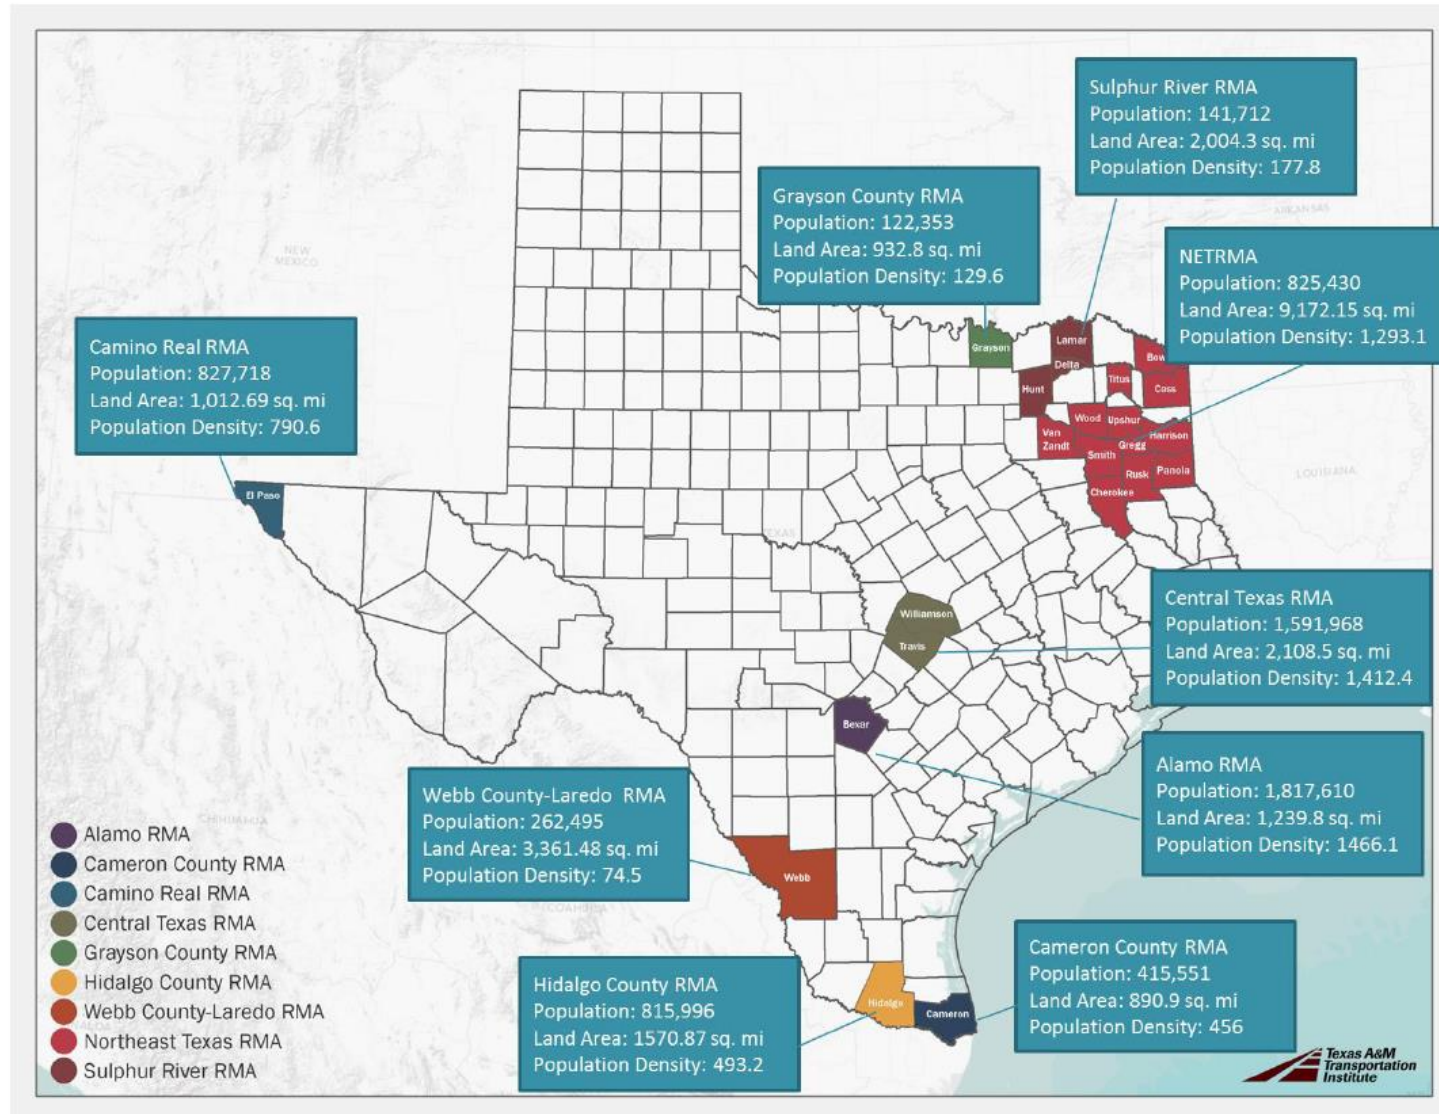 Sulphur River RMA
Population: 141,712
Land Area: 2,004.3 sq. mi
Population Density: 177.8
Grayson County RMA
Population: 122,353
Land Area: 932.8 sq. mi
Population Density: 129.6
NETRMA
Population: 825,430
Land Area: 9,172.15 sq. mi
Population Density: 1,293.1
Camino Real RMA
Population: 827,718
Land Area: 1,012.69 sq. mi
Population Density: 790.6
Central Texas RMA
Population: 1,591,968
Land Area: 2,108.5 sq. mi
Population Density: 1,412.4
Alamo RMA
Population: 1,817,610
Land Area: 1,239.8 sq. mi
Population Density: 1466.1
Webb County-Laredo RMA
Population: 262,495
Land Area: 3,361.48 sq. mi
Population Density: 74.5
Hidalgo County RMA
Population: 815,996
Land Area: 1570.87 sq. mi
Population Density: 493.2
Cameron County RMA
Population: 415,551
Land Area: 890.9 sq. mi
Population Density: 456
NEW
MEXICO
ARKANSAS
LOUISIANA
TEXAS
CHIHUAHUA
COAHUILA
Grayson
Lamar
Delta
Hunt
Bow
Titus
Cass
Wood
Upshur
Van
Zandt
Gregg
Harrison
Smith
Rusk
Panola
Cherokee
El Paso
Williamson
Travis
Bexar
Webb
Hidalgo
Cameron
Alamo RMA
Cameron County RMA
Camino Real RMA
Central Texas RMA
Grayson County RMA
Hidalgo County RMA
Webb County-Laredo RMA
Northeast Texas RMA
Sulphur River RMA
Texas A&M
Transportation
Institute